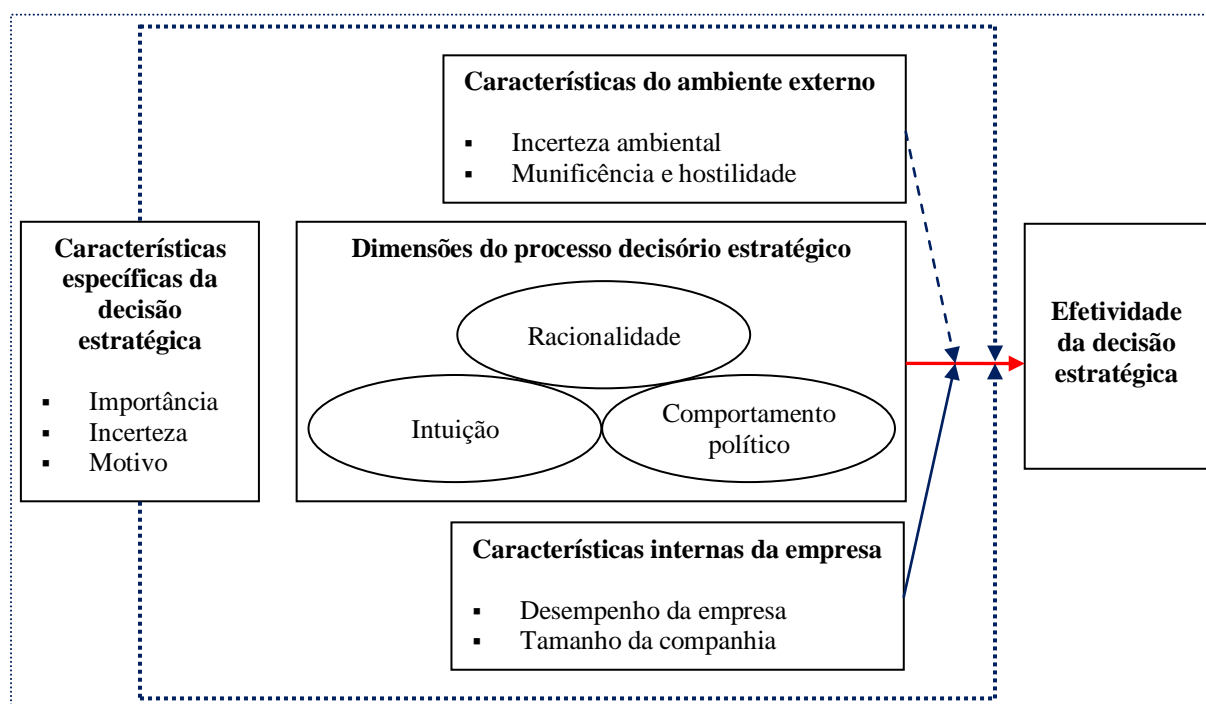 Características do ambiente externo
▪ Incerteza ambiental
▪ Munificência e hostilidade
Características
específicas da
decisão
estratégica
▪ Importância
▪ Incerteza
▪ Motivo
Dimensões do processo decisório estratégico
Racionalidade
Intuição
Comportamento
político
Efetividade
da decisão
estratégica
Características internas da empresa
▪ Desempenho da empresa
▪ Tamanho da companhia